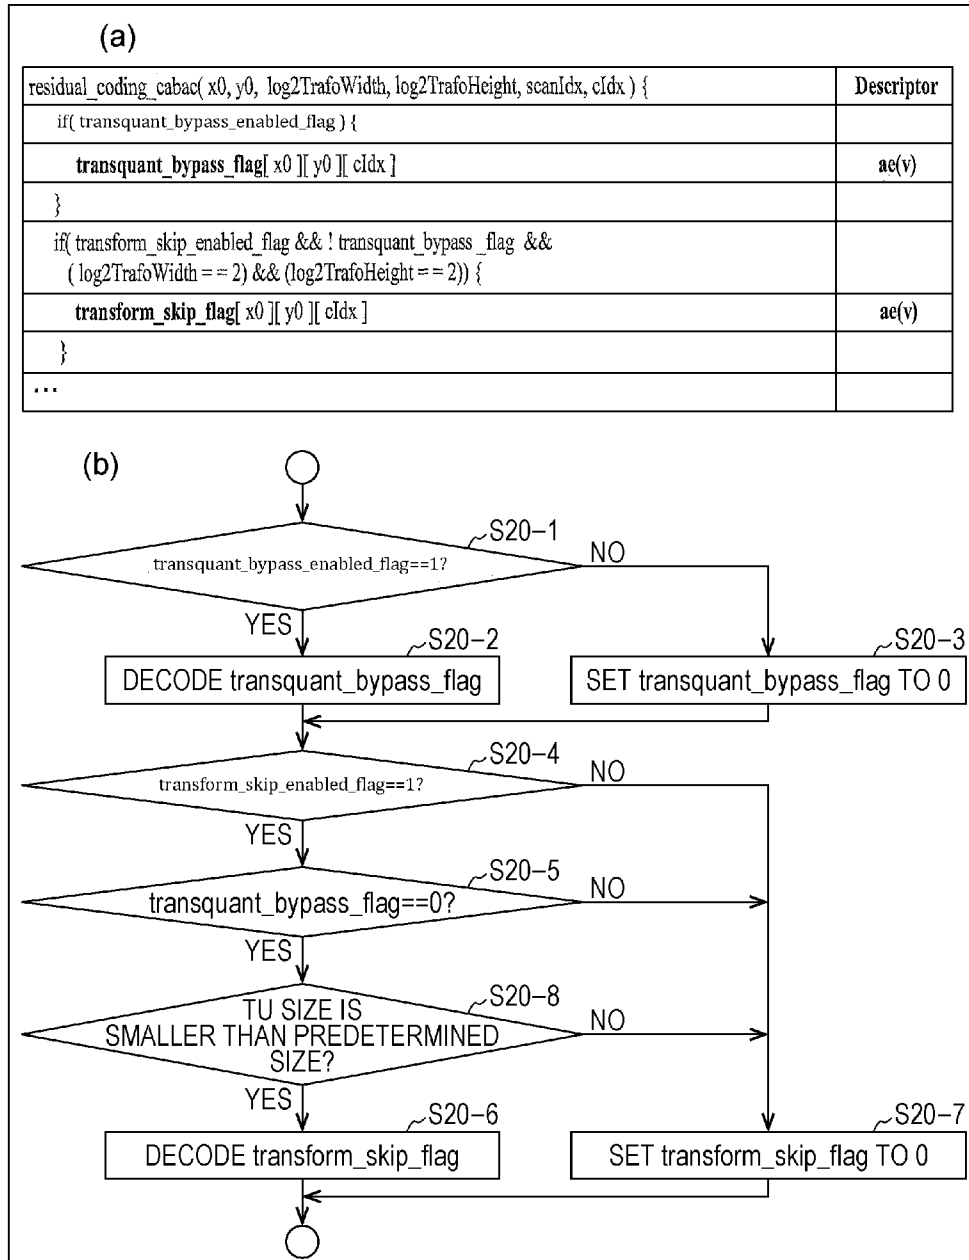 (a)
residual_coding_cabac( x0, y0, log2TrafoWidth, log2TrafoHeight, scanIdx, cIdx ) { Descriptor
if( transquant_bypass_enabled_flag ) {
transquant_bypass_flag[ x0 ][ y0 ][ cIdx ] ae(v)
}
if( transform_skip_enabled_flag && ! transquant_bypass_flag &&
( log2TrafoWidth = = 2) && (log2TrafoHeight = = 2)) {
transform_skip_flag[ x0 ][ y0 ][ cIdx ] ae(v)
}
...
(b)
S20-1
transquant_bypass_enabled_flag==1?
NO
YES
S20-2
S20-3
DECODE transquant_bypass_flag
SET transquant_bypass_flag TO 0
S20-4
transform_skip_enabled_flag==1?
NO
YES
S20-5
transquant_bypass_flag==0?
NO
YES
S20-8
TU SIZE IS
SMALLER THAN PREDETERMINED
SIZE?
NO
YES
S20-6
S20-7
DECODE transform_skip_flag
SET transform_skip_flag TO 0